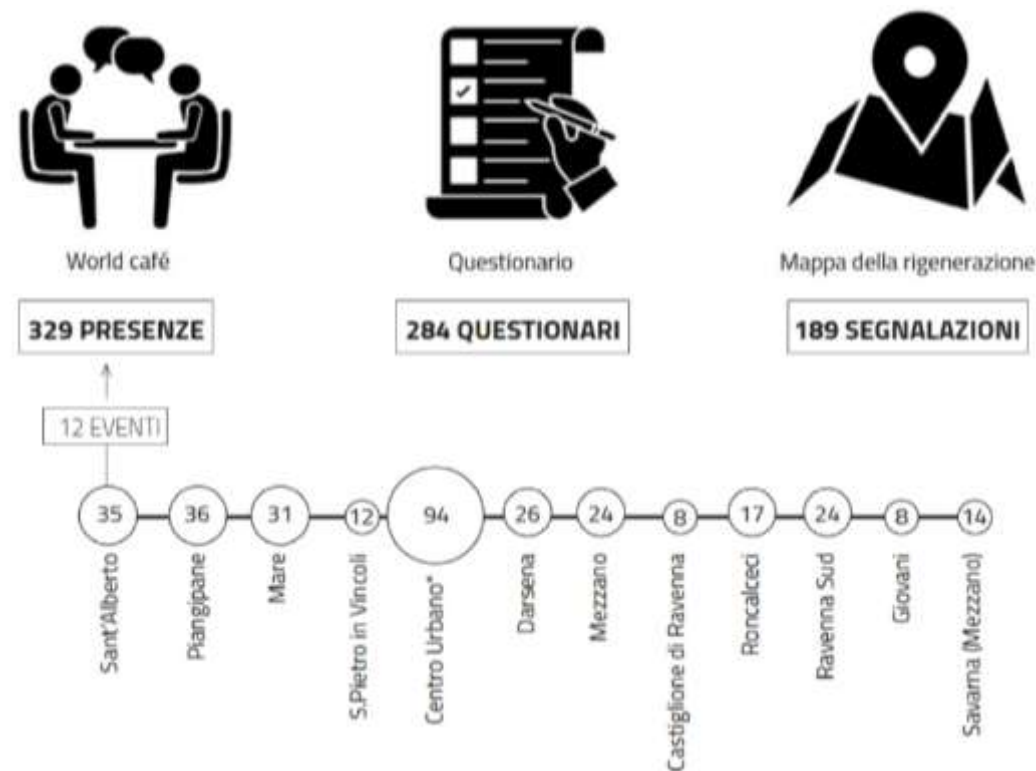 World café
Questionario
Mappa della rigenerazione
329 PRESENZE
284 QUESTIONARI
189 SEGNALAZIONI
12 EVENTI
35
36
31
12
94
26
24
8
17
24
8
14
Sant'Alberto
Piangipane
Mare
S.Pietro in Vincoli
Centro Urbano*
Darsena
Mezzano
Castiglione di Ravenna
Roncalceci
Ravenna Sud
Giovani
Savarna (Mezzano)